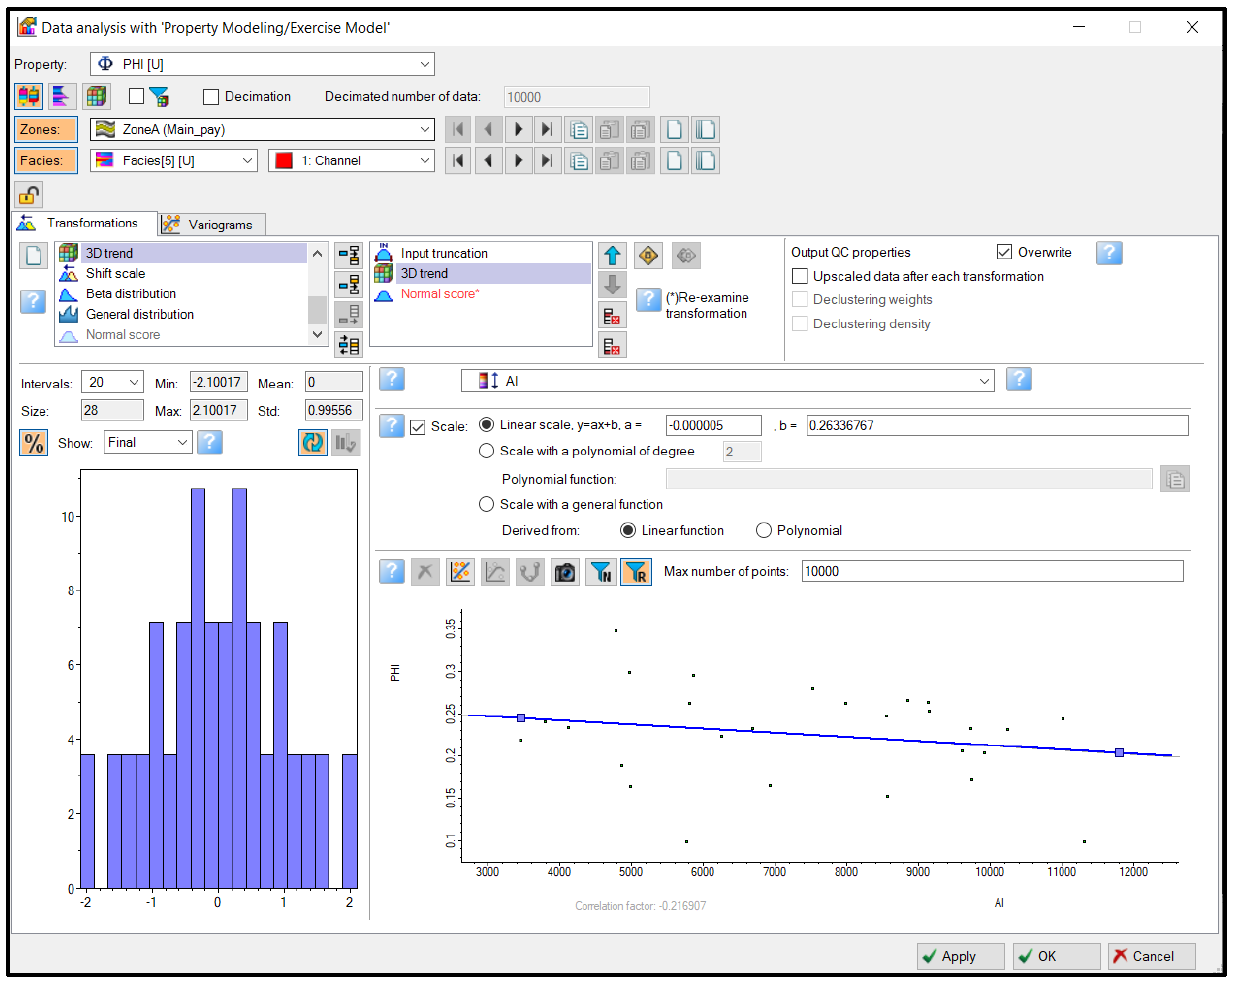 Data analysis with 'Property Modeling/Exercise Model'
Property: Φ PHI [U]
Decimation Decimated number of data: 10000
Zones: ZoneA (Main_pay)
Facies: Facies[5] [U] 1: Channel
Transformations Variograms
3D trend
Shift scale
Beta distribution
General distribution
Normal score
IN
Input truncation
3D trend
Normal score*
(*)Re-examine
transformation
Output QC properties Overwrite ?
Upscaled data after each transformation
Declustering weights
Declustering density
?
?
Intervals: 20 Min: -2.10017 Mean: 0
Size: 28 Max: 2.10017 Std: 0.99556
% Show: Final ?
? AI ?
? Scale: Linear scale, y=ax+b, a = -0.000005 , b = 0.26336767
Scale with a polynomial of degree 2
Polynomial function:
Scale with a general function
Derived from: Linear function Polynomial
? N R Max number of points: 10000
10
8
6
4
2
0
-2 -1 0 1 2
PHI
0.35
0.3
0.25
0.2
0.15
0.1
3000 4000 5000 6000 7000 8000 9000 10000 11000 12000
Correlation factor: -0.216907 AI
Apply OK Cancel